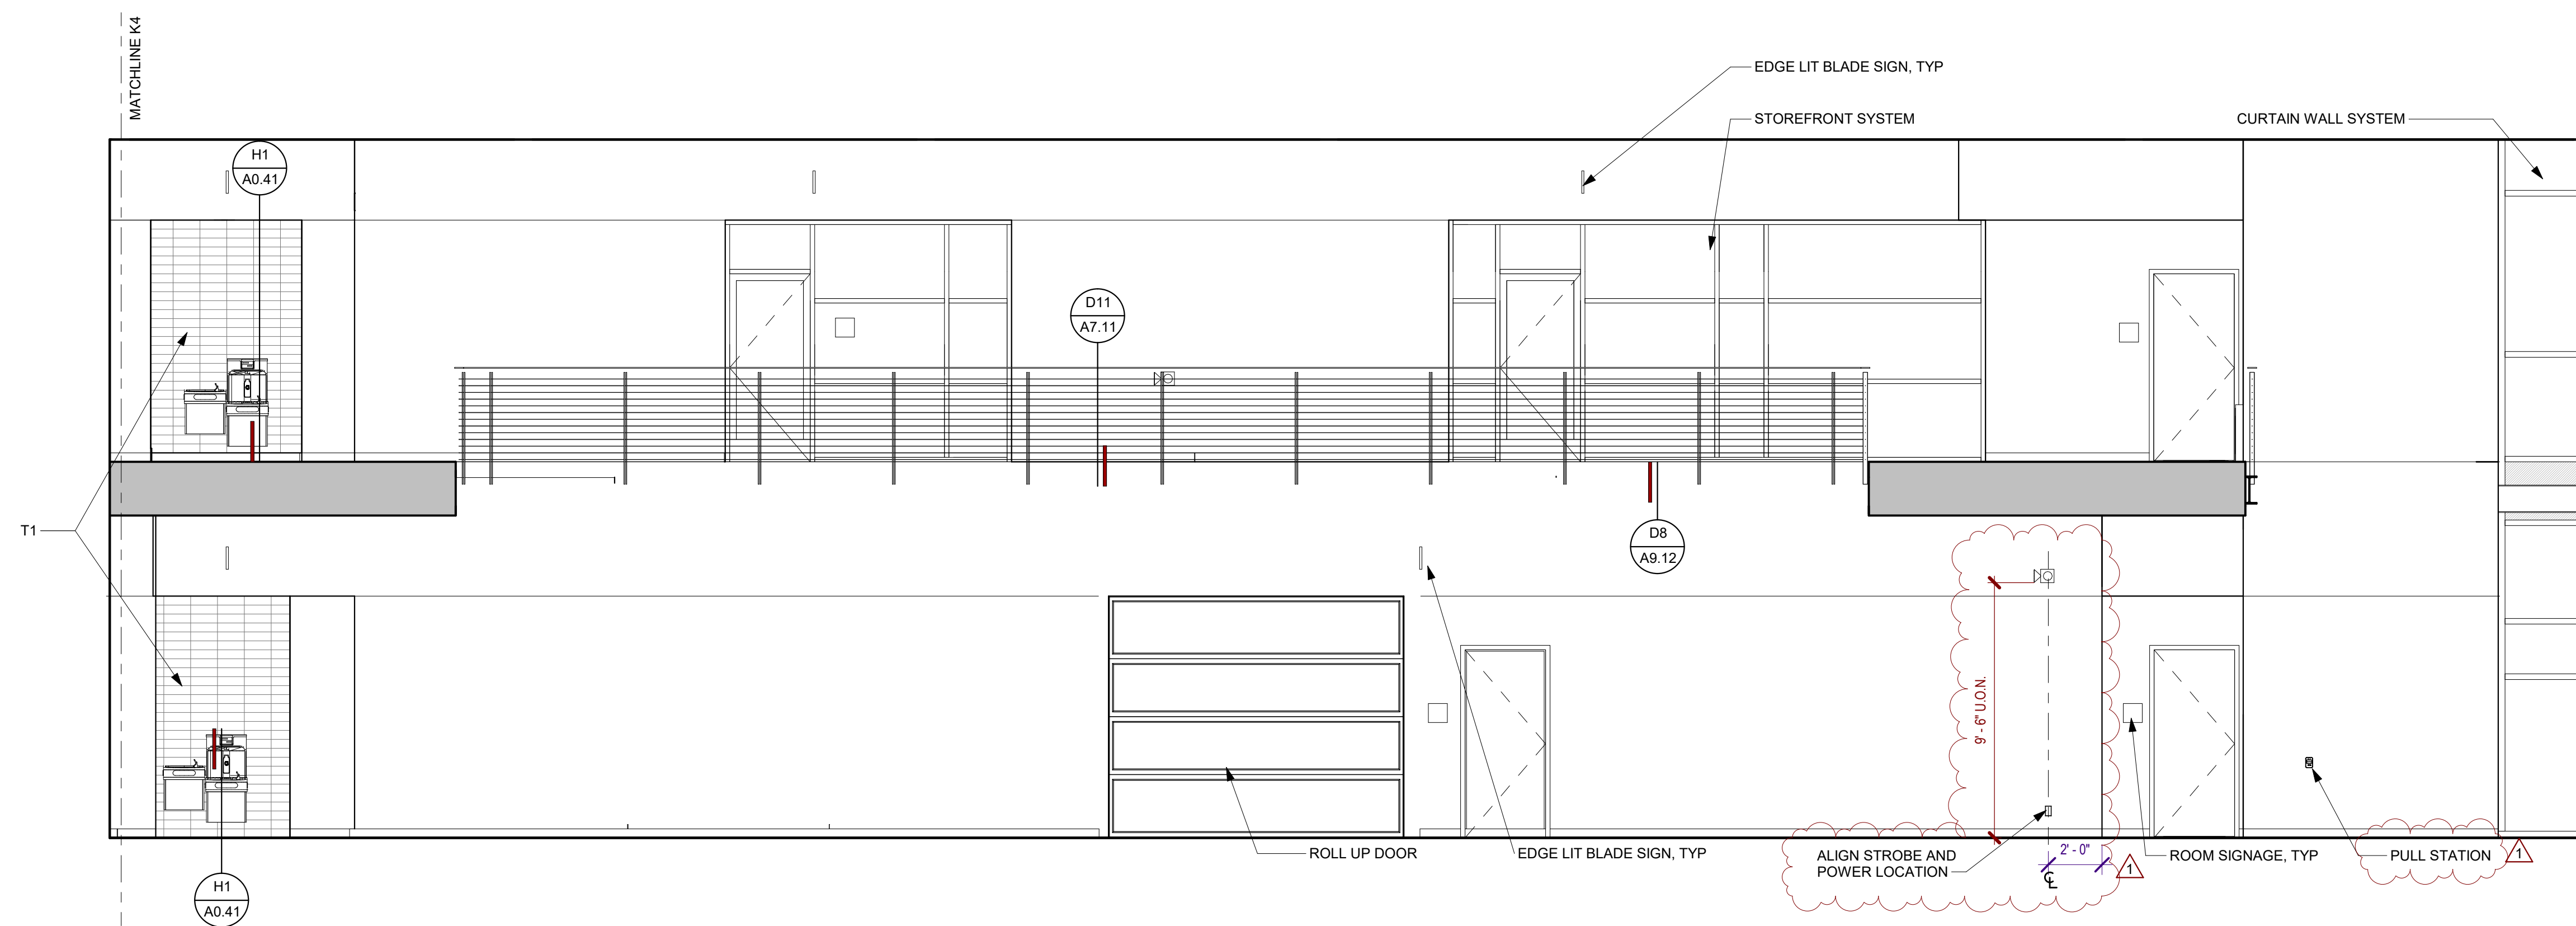 MATCHLINE K4
EDGE LIT BLADE SIGN, TYP
STOREFRONT SYSTEM
CURTAIN WALL SYSTEM
H1
A0.41
D11
A7.11
T1
D8
A9.12
9' - 6" U.O.N.
ROLL UP DOOR
EDGE LIT BLADE SIGN, TYP
ALIGN STROBE AND
POWER LOCATION
2' - 0"
CL
1
ROOM SIGNAGE, TYP
PULL STATION
1
H1
A0.41